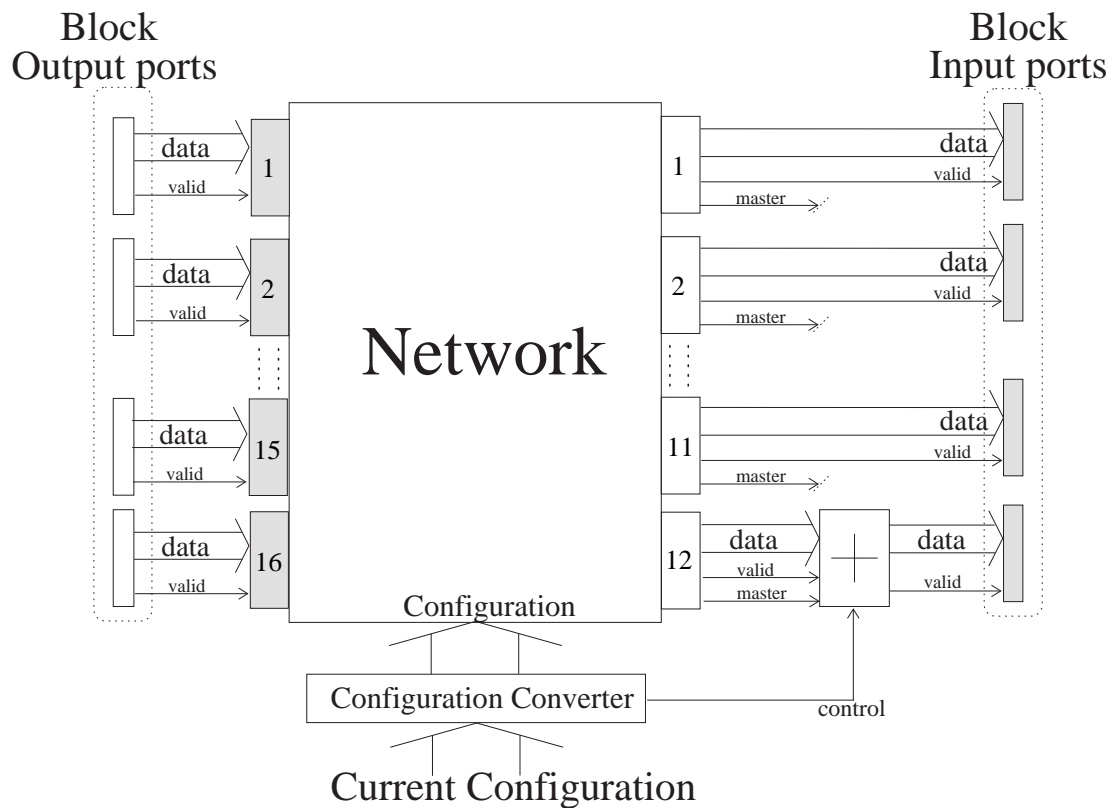 Block
Output ports
Block
Input ports
data
valid
1
Network
1
data
valid
master
data
valid
2
2
data
valid
master
data
valid
15
11
data
valid
master
data
valid
16
12
data
valid
master
data
valid
Configuration
Configuration Converter
control
Current Configuration